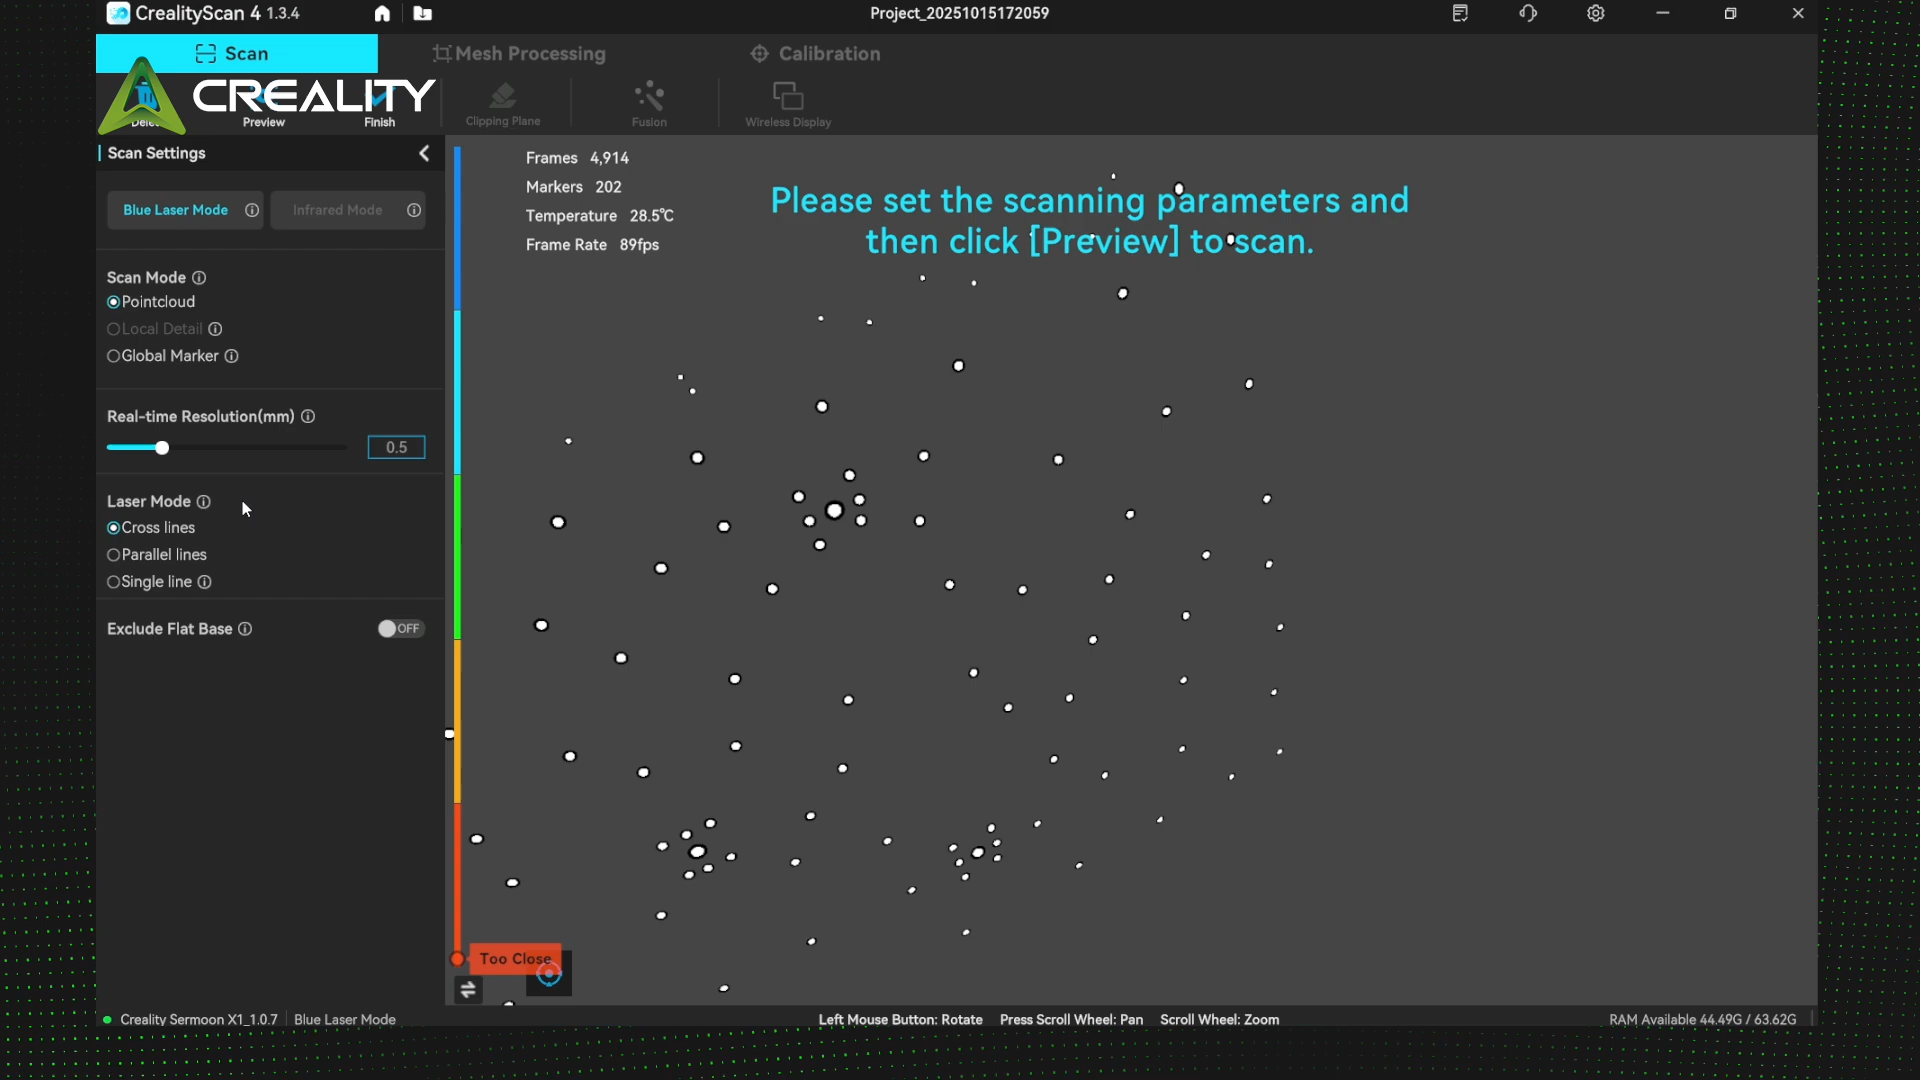 CrealityScan 4 1.3.4
Project_20251015172059
Scan
Mesh Processing
Calibration
CREALITY
Delete
Preview
Finish
Clipping Plane
Fusion
Wireless Display
Scan Settings
Blue Laser Mode
Infrared Mode
Scan Mode
Pointcloud
Local Detail
Global Marker
Real-time Resolution(mm)
0.5
Laser Mode
Cross lines
Parallel lines
Single line
Exclude Flat Base
OFF
Frames 4,914
Markers 202
Temperature 28.5℃
Frame Rate 89fps
Please set the scanning parameters and
then click [Preview] to scan.
Too Close
Creality Sermoon X1_1.0.7
Blue Laser Mode
Left Mouse Button: Rotate Press Scroll Wheel: Pan Scroll Wheel: Zoom
RAM Available 44.49G / 63.62G